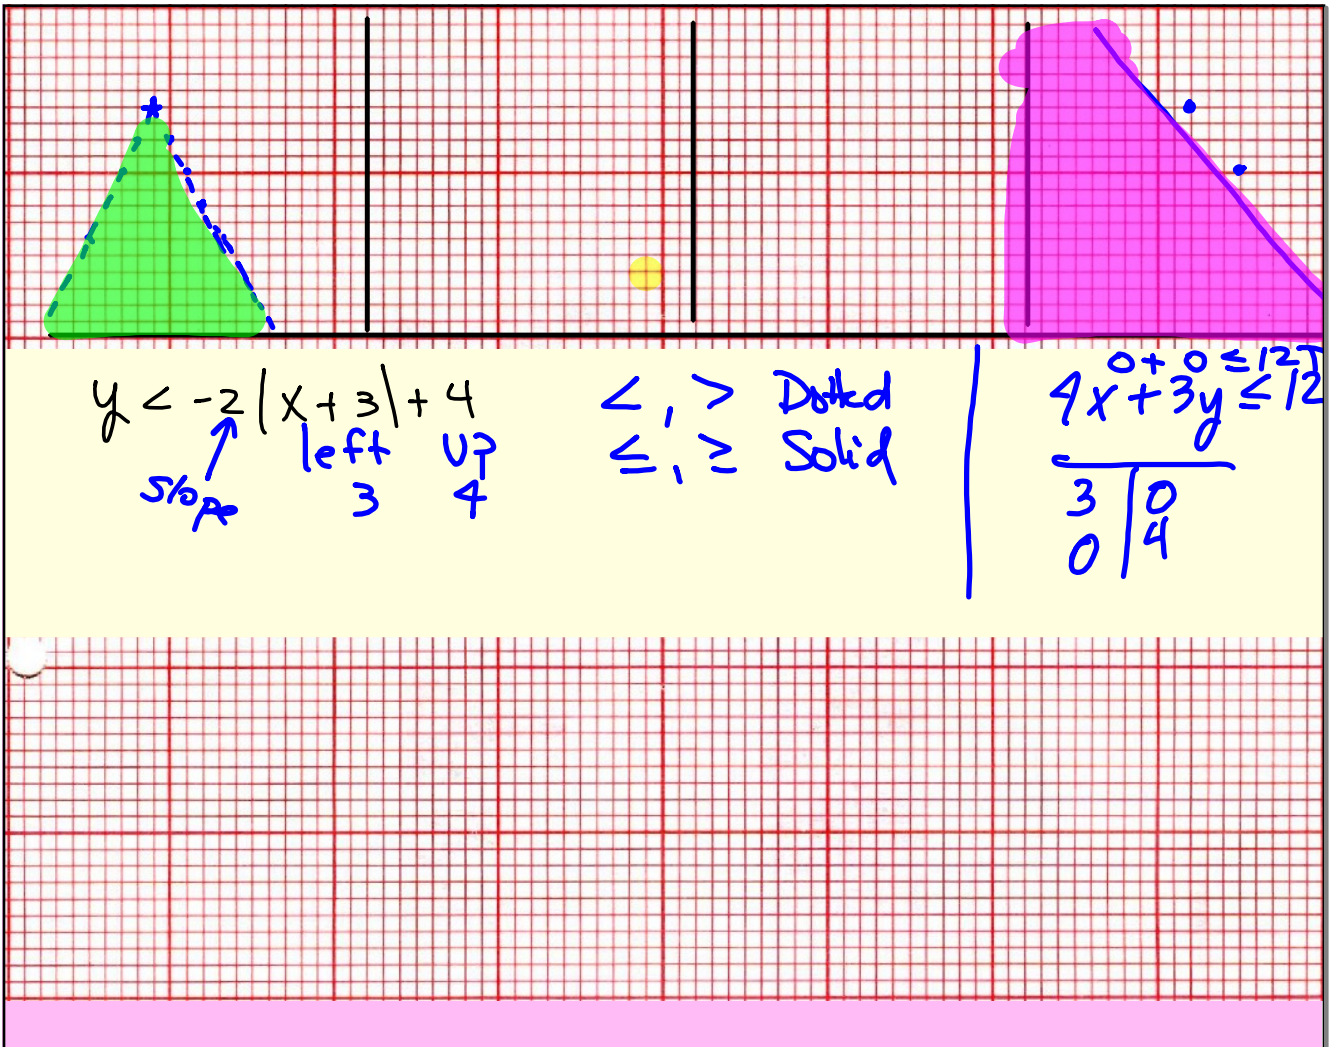 y < -2|x+3|+4
left Up
slope 3 4
<, > Dotted
≤, ≥ Solid
0 + 0 ≤ 12 T
4x + 3y ≤ 12
3 | 0
0 | 4